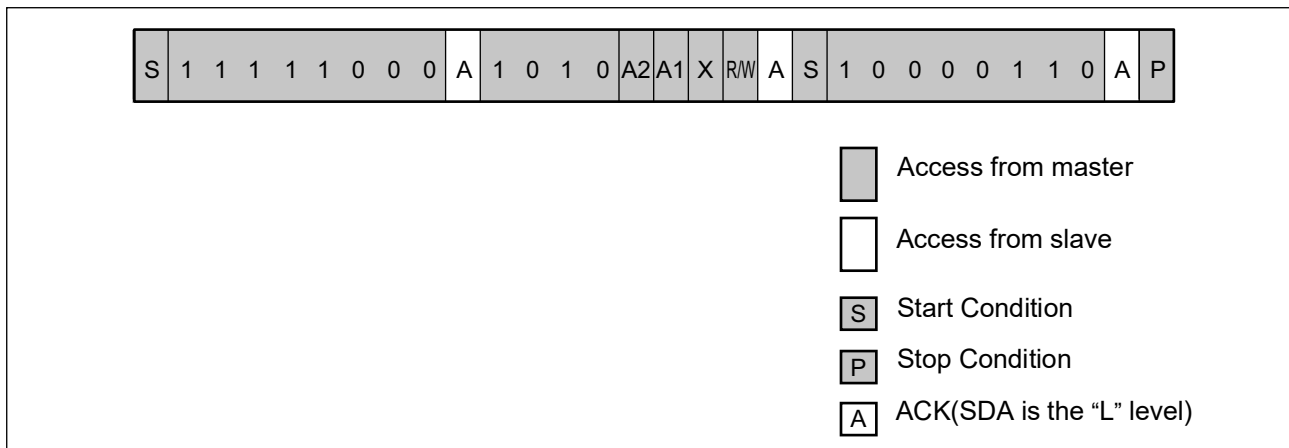 S 1 1 1 1 1 0 0 0 A 1 0 1 0 A2 A1 X R/W A S 1 0 0 0 0 1 1 0 A P
Access from master
Access from slave
S Start Condition
P Stop Condition
A ACK(SDA is the “L” level)